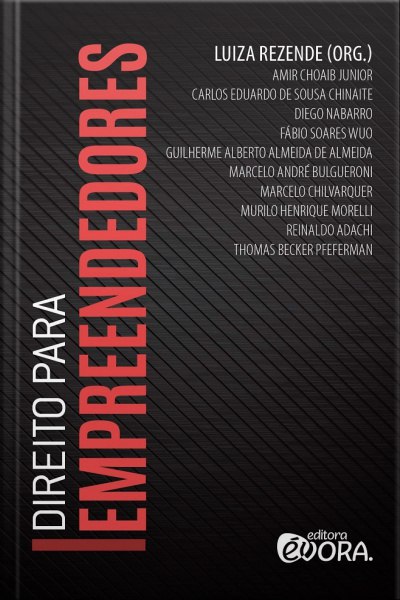 LUIZA REZENDE (ORG.)
AMIR CHOAIB JUNIOR
CARLOS EDUARDO DE SOUSA CHINAITE
DIEGO NABARRO
FÁBIO SOARES WUO
GUILHERME ALBERTO ALMEIDA DE ALMEIDA
MARCELO ANDRÉ BULGUERONI
MARCELO CHILVARQUER
MURILO HENRIQUE MORELLI
REINALDO ADACHI
THOMAS BECKER PFEFERMAN
DIREITO PARA
EMPREENDEDORES
editora
évORA.